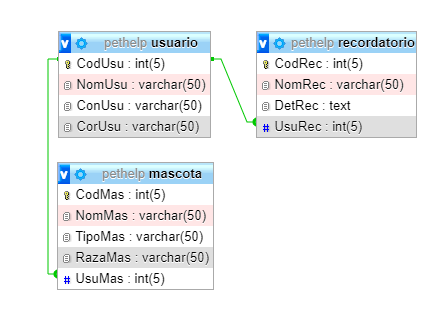 pethelp usuario
CodUsu : int(5)
NomUsu : varchar(50)
ConUsu : varchar(50)
CorUsu : varchar(50)
pethelp recordatorio
CodRec : int(5)
NomRec : varchar(50)
DetRec : text
# UsuRec : int(5)
pethelp mascota
CodMas : int(5)
NomMas : varchar(50)
TipoMas : varchar(50)
RazaMas : varchar(50)
# UsuMas : int(5)